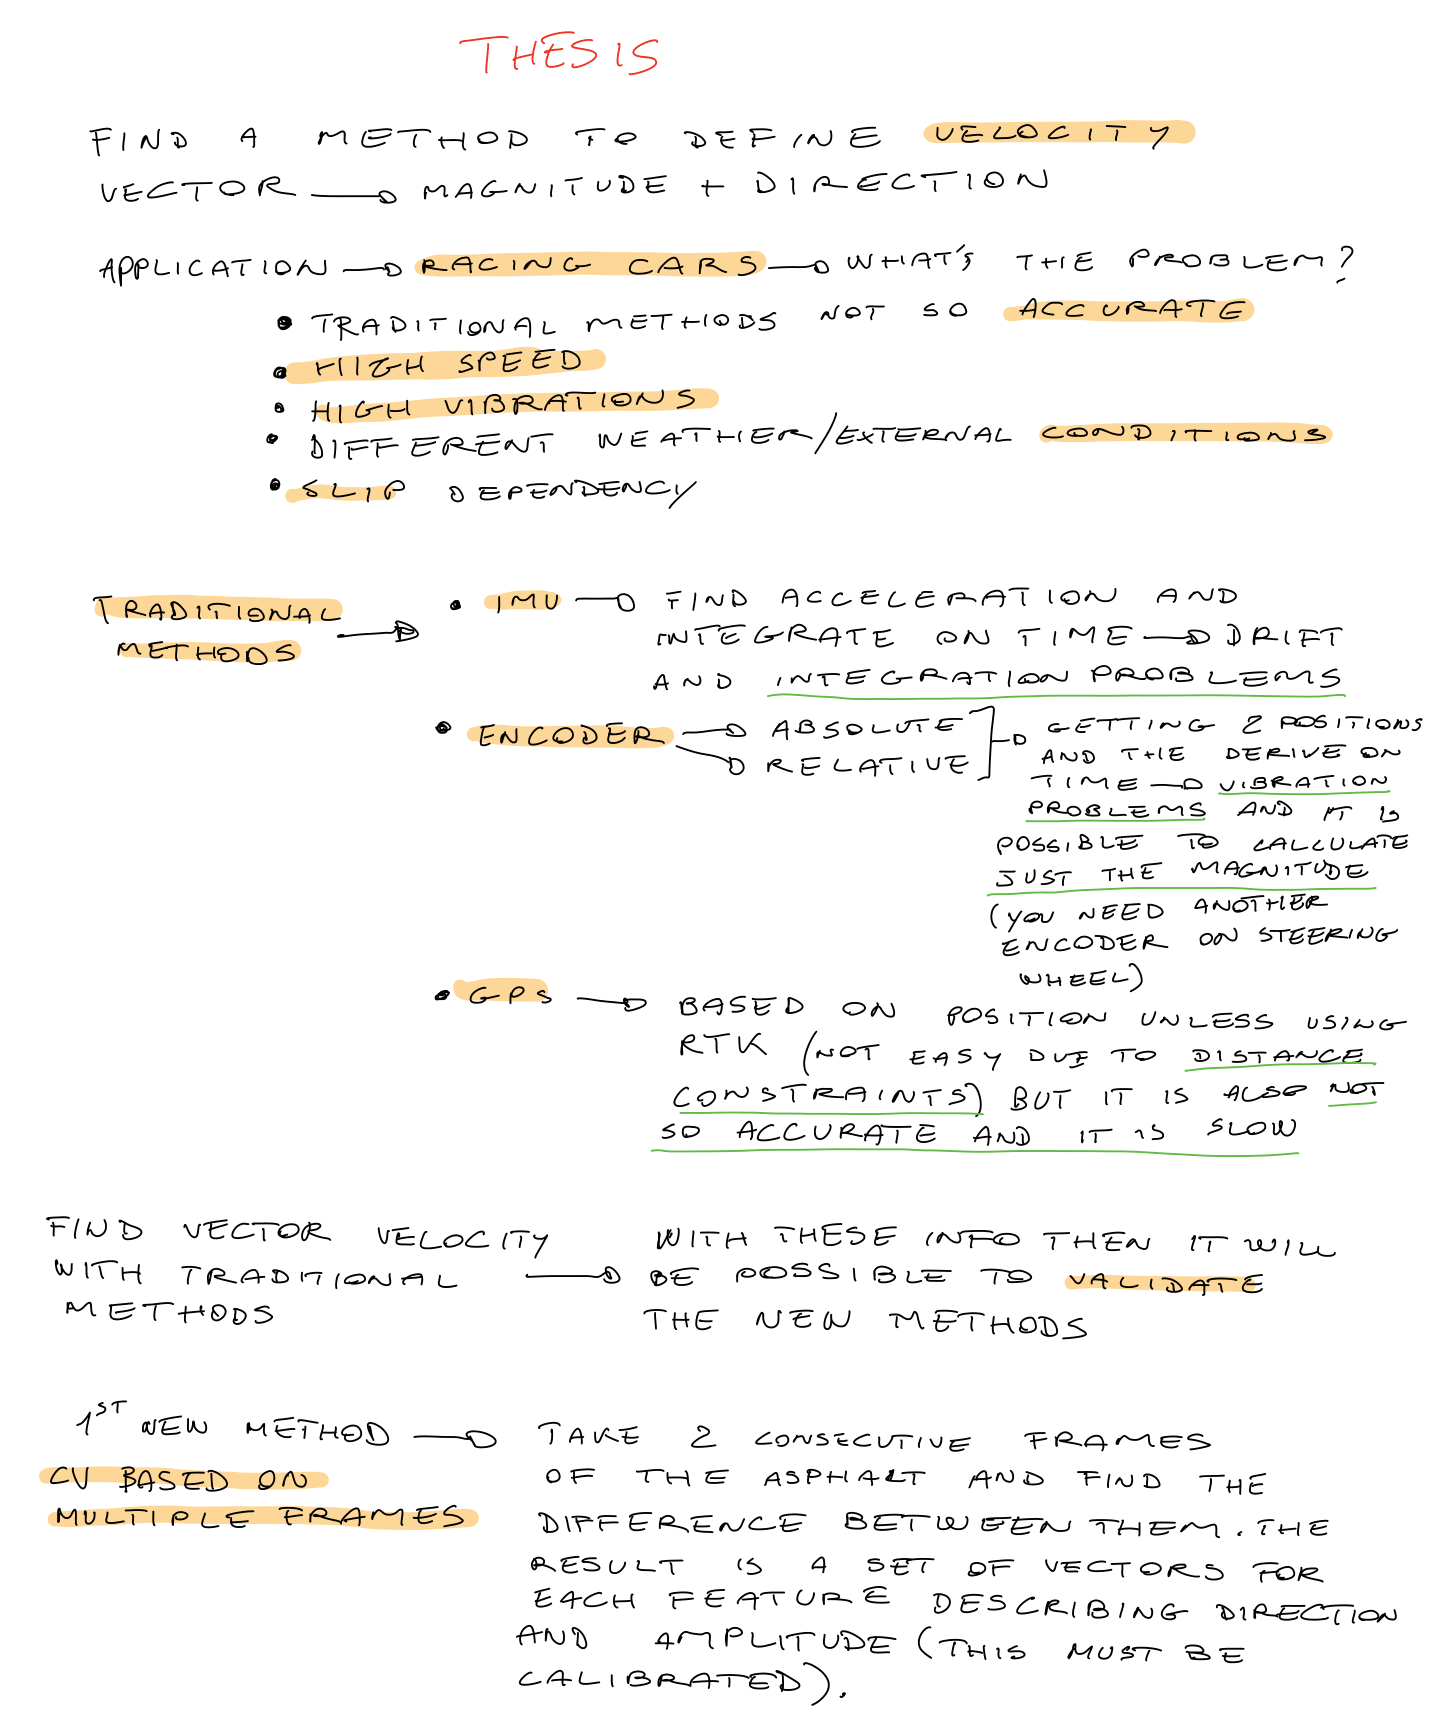 THESIS
FIND A METHOD TO DEFINE VELOCITY
VECTOR → MAGNITUDE + DIRECTION
APPLICATION → RACING CARS → WHAT'S THE PROBLEM?
• TRADITIONAL METHODS NOT SO ACCURATE
• HIGH SPEED
• HIGH VIBRATIONS
• DIFFERENT WEATHER/EXTERNAL CONDITIONS
• SLIP DEPENDENCY
TRADITIONAL
METHODS →
• IMU → FIND ACCELERATION AND
INTEGRATE ON TIME → DRIFT
AND INTEGRATION PROBLEMS
• ENCODER → ABSOLUTE
→ RELATIVE
→ GETTING 2 POSITIONS
AND THE DERIVE ON
TIME → VIBRATION
PROBLEMS AND IT IS
POSSIBLE TO CALCULATE
JUST THE MAGNITUDE
(YOU NEED ANOTHER
ENCODER ON STEERING
WHEEL)
• GPS → BASED ON POSITION UNLESS USING
RTK (NOT EASY DUE TO DISTANCE
CONSTRAINTS) BUT IT IS ALSO NOT
SO ACCURATE AND IT IS SLOW
FIND VECTOR VELOCITY
WITH TRADITIONAL →
METHODS
WITH THESE INFO THEN IT WILL
BE POSSIBLE TO VALIDATE
THE NEW METHODS
1ST NEW METHOD →
CV BASED ON
MULTIPLE FRAMES
TAKE 2 CONSECUTIVE FRAMES
OF THE ASPHALT AND FIND THE
DIFFERENCE BETWEEN THEM. THE
RESULT IS A SET OF VECTORS FOR
EACH FEATURE DESCRIBING DIRECTION
AND AMPLITUDE (THIS MUST BE
CALIBRATED).